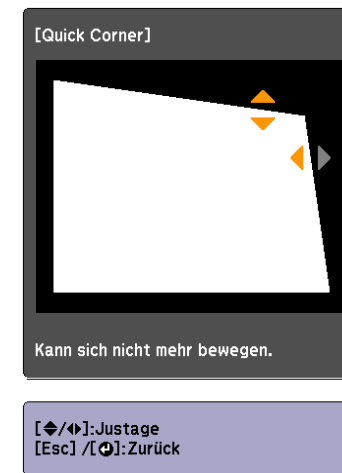 [Quick Corner]
Kann sich nicht mehr bewegen.
[◆/◆]:Justage
[Esc] /[⏎]:Zurück